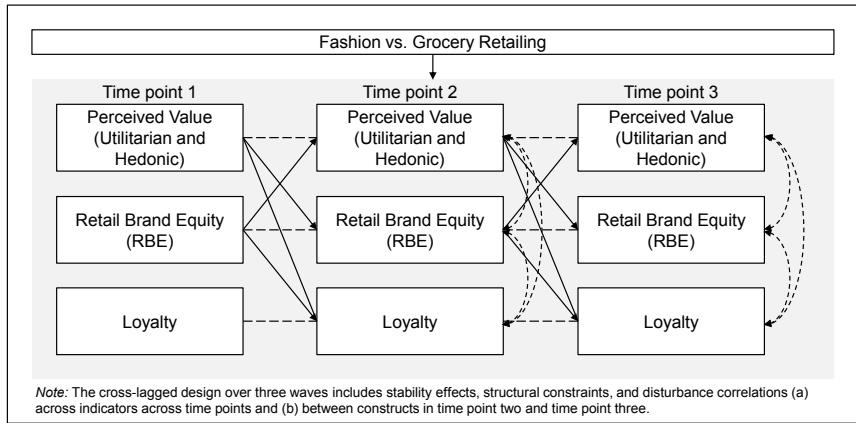 Fashion vs. Grocery Retailing
Time point 1
Time point 2
Time point 3
Perceived Value
(Utilitarian and
Hedonic)
Perceived Value
(Utilitarian and
Hedonic)
Perceived Value
(Utilitarian and
Hedonic)
Retail Brand Equity
(RBE)
Retail Brand Equity
(RBE)
Retail Brand Equity
(RBE)
Loyalty
Loyalty
Loyalty
Note: The cross-lagged design over three waves includes stability effects, structural constraints, and disturbance correlations (a)
across indicators across time points and (b) between constructs in time point two and time point three.